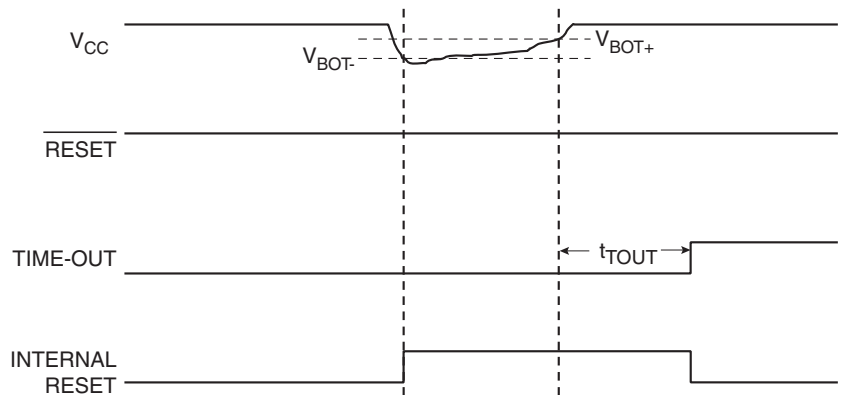 VCC
VBOT-
VBOT+
RESET
TIME-OUT
tTOUT
INTERNAL
RESET